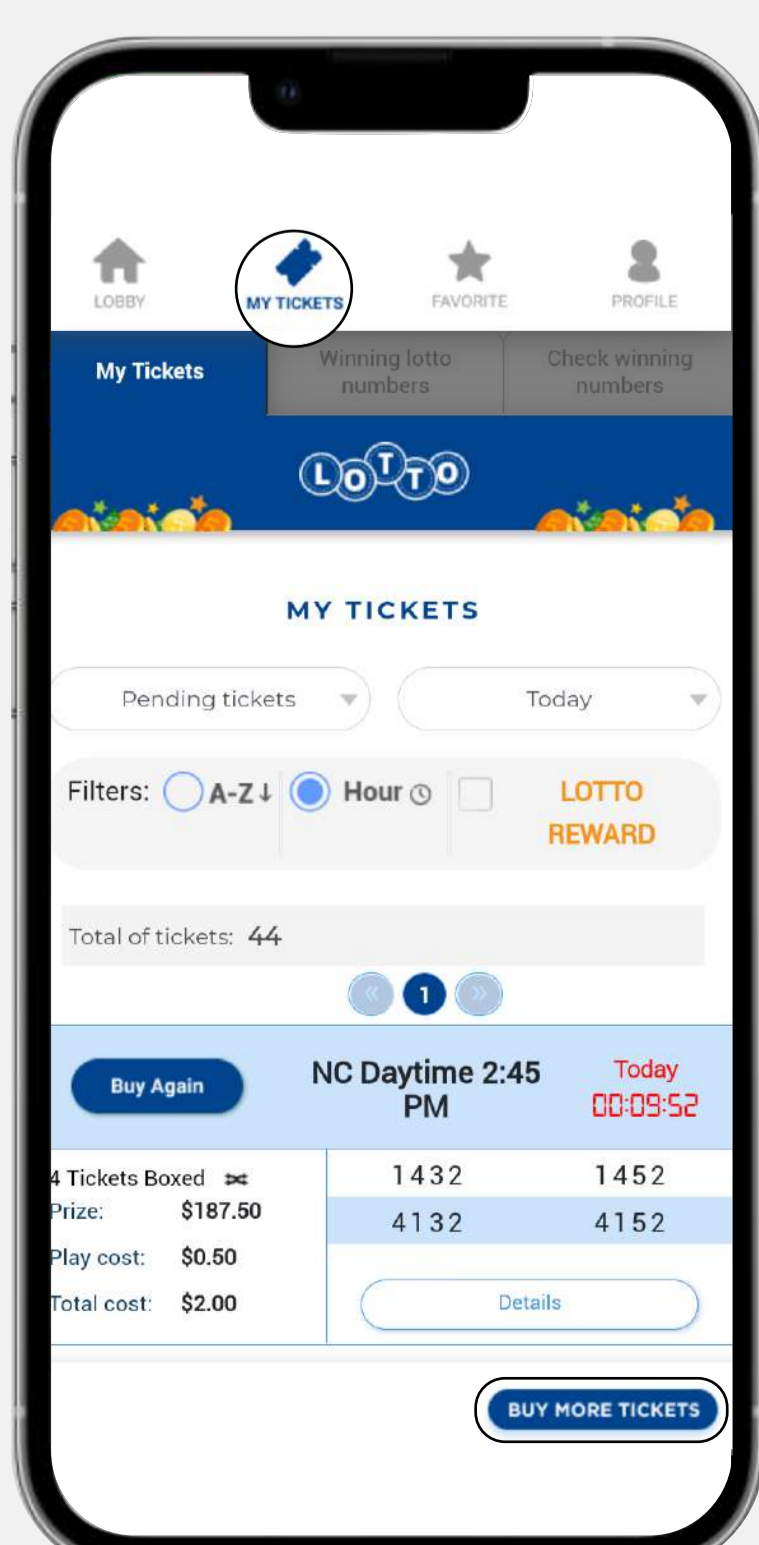 LOBBY
MY TICKETS
FAVORITE
PROFILE
My Tickets
Winning lotto
numbers
Check winning
numbers
LOTTO
MY TICKETS
Pending tickets
Today
Filters: A-Z↓ Hour LOTTO
REWARD
Total of tickets: 44
« 1 »
Buy Again
NC Daytime 2:45
PM
Today
00:09:52
4 Tickets Boxed
Prize: $187.50
Play cost: $0.50
Total cost: $2.00
1432 1452
4132 4152
Details
BUY MORE TICKETS